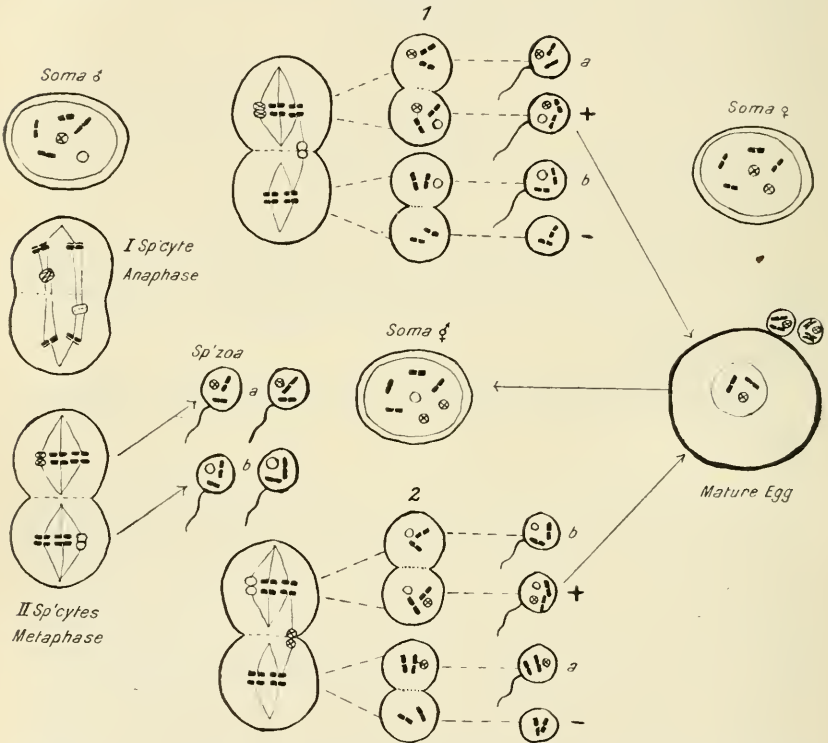 Soma ♂
I Sp'cyte
Anaphase
II Sp'cytes
Metaphase
Sp'zoa
a
b
1
a
+
b
-
Soma ⚥
2
b
+
a
-
Soma ♀
Mature Egg